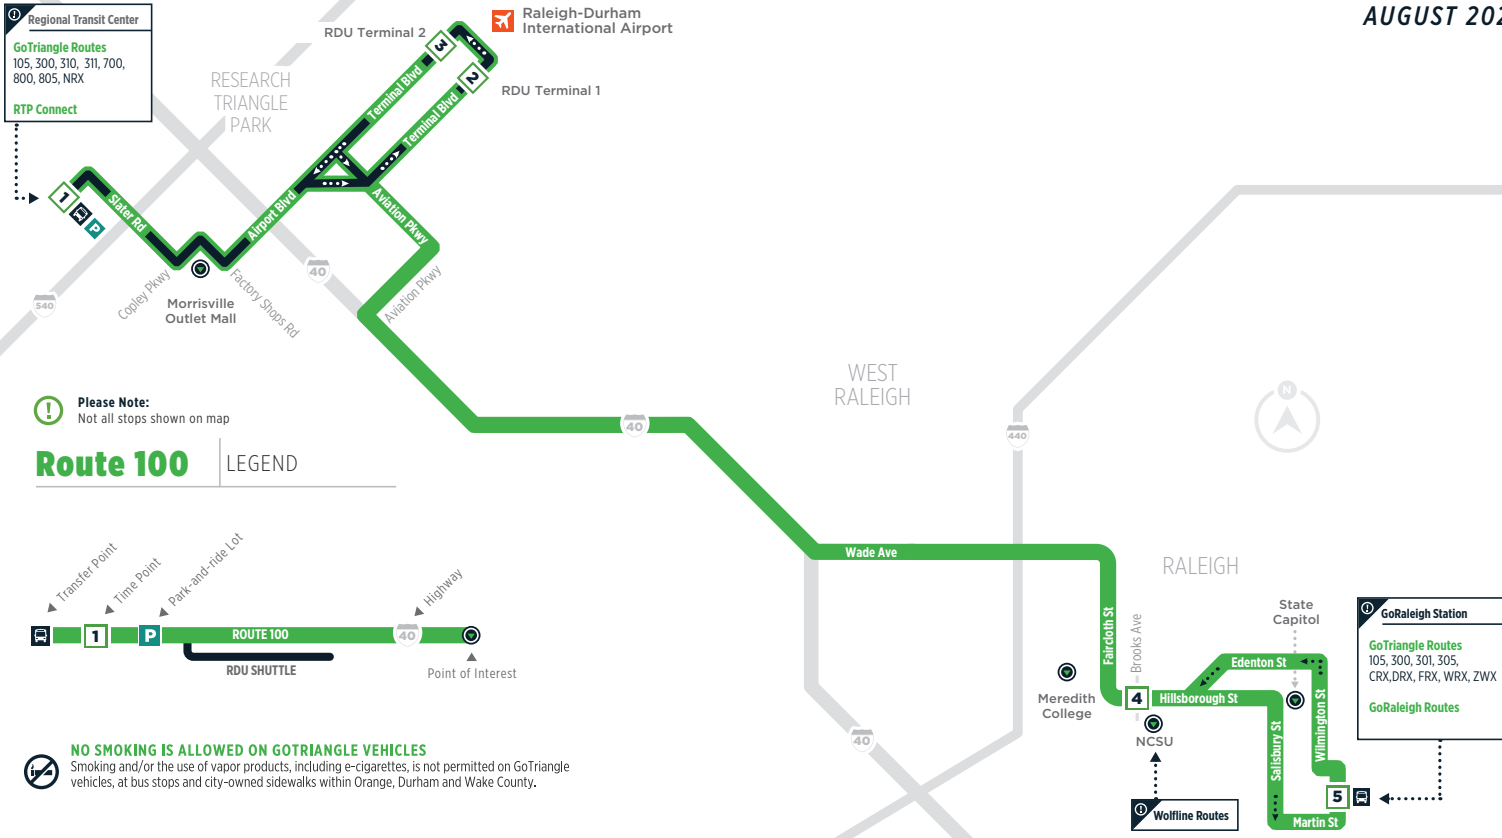 AUGUST 202
Regional Transit Center
GoTriangle Routes
105, 300, 310, 311, 700,
800, 805, NRX
RTP Connect
RDU Terminal 2
Raleigh-Durham
International Airport
3
2
RDU Terminal 1
RESEARCH
TRIANGLE
PARK
Terminal Blvd
Terminal Blvd
1
P
Slater Rd
Airport Blvd
Aviation Pkwy
Aviation Pkwy
Copley Pkwy
Factory Shops Rd
540
40
Morrisville
Outlet Mall
Please Note:
Not all stops shown on map
Route 100
LEGEND
WEST
RALEIGH
N
40
440
Transfer Point
Time Point
Park-and-ride Lot
Highway
1
P
ROUTE 100
40
RDU SHUTTLE
Point of Interest
Wade Ave
RALEIGH
Faircloth St
Brooks Ave
State
Capitol
Edenton St
Meredith
College
4
Hillsborough St
NCSU
Salisbury St
Wilmington St
5
Martin St
40
Wolfline Routes
GoRaleigh Station
GoTriangle Routes
105, 300, 301, 305,
CRX,DRX, FRX, WRX, ZWX
GoRaleigh Routes
NO SMOKING IS ALLOWED ON GOTRIANGLE VEHICLES
Smoking and/or the use of vapor products, including e-cigarettes, is not permitted on GoTriangle
vehicles, at bus stops and city-owned sidewalks within Orange, Durham and Wake County.